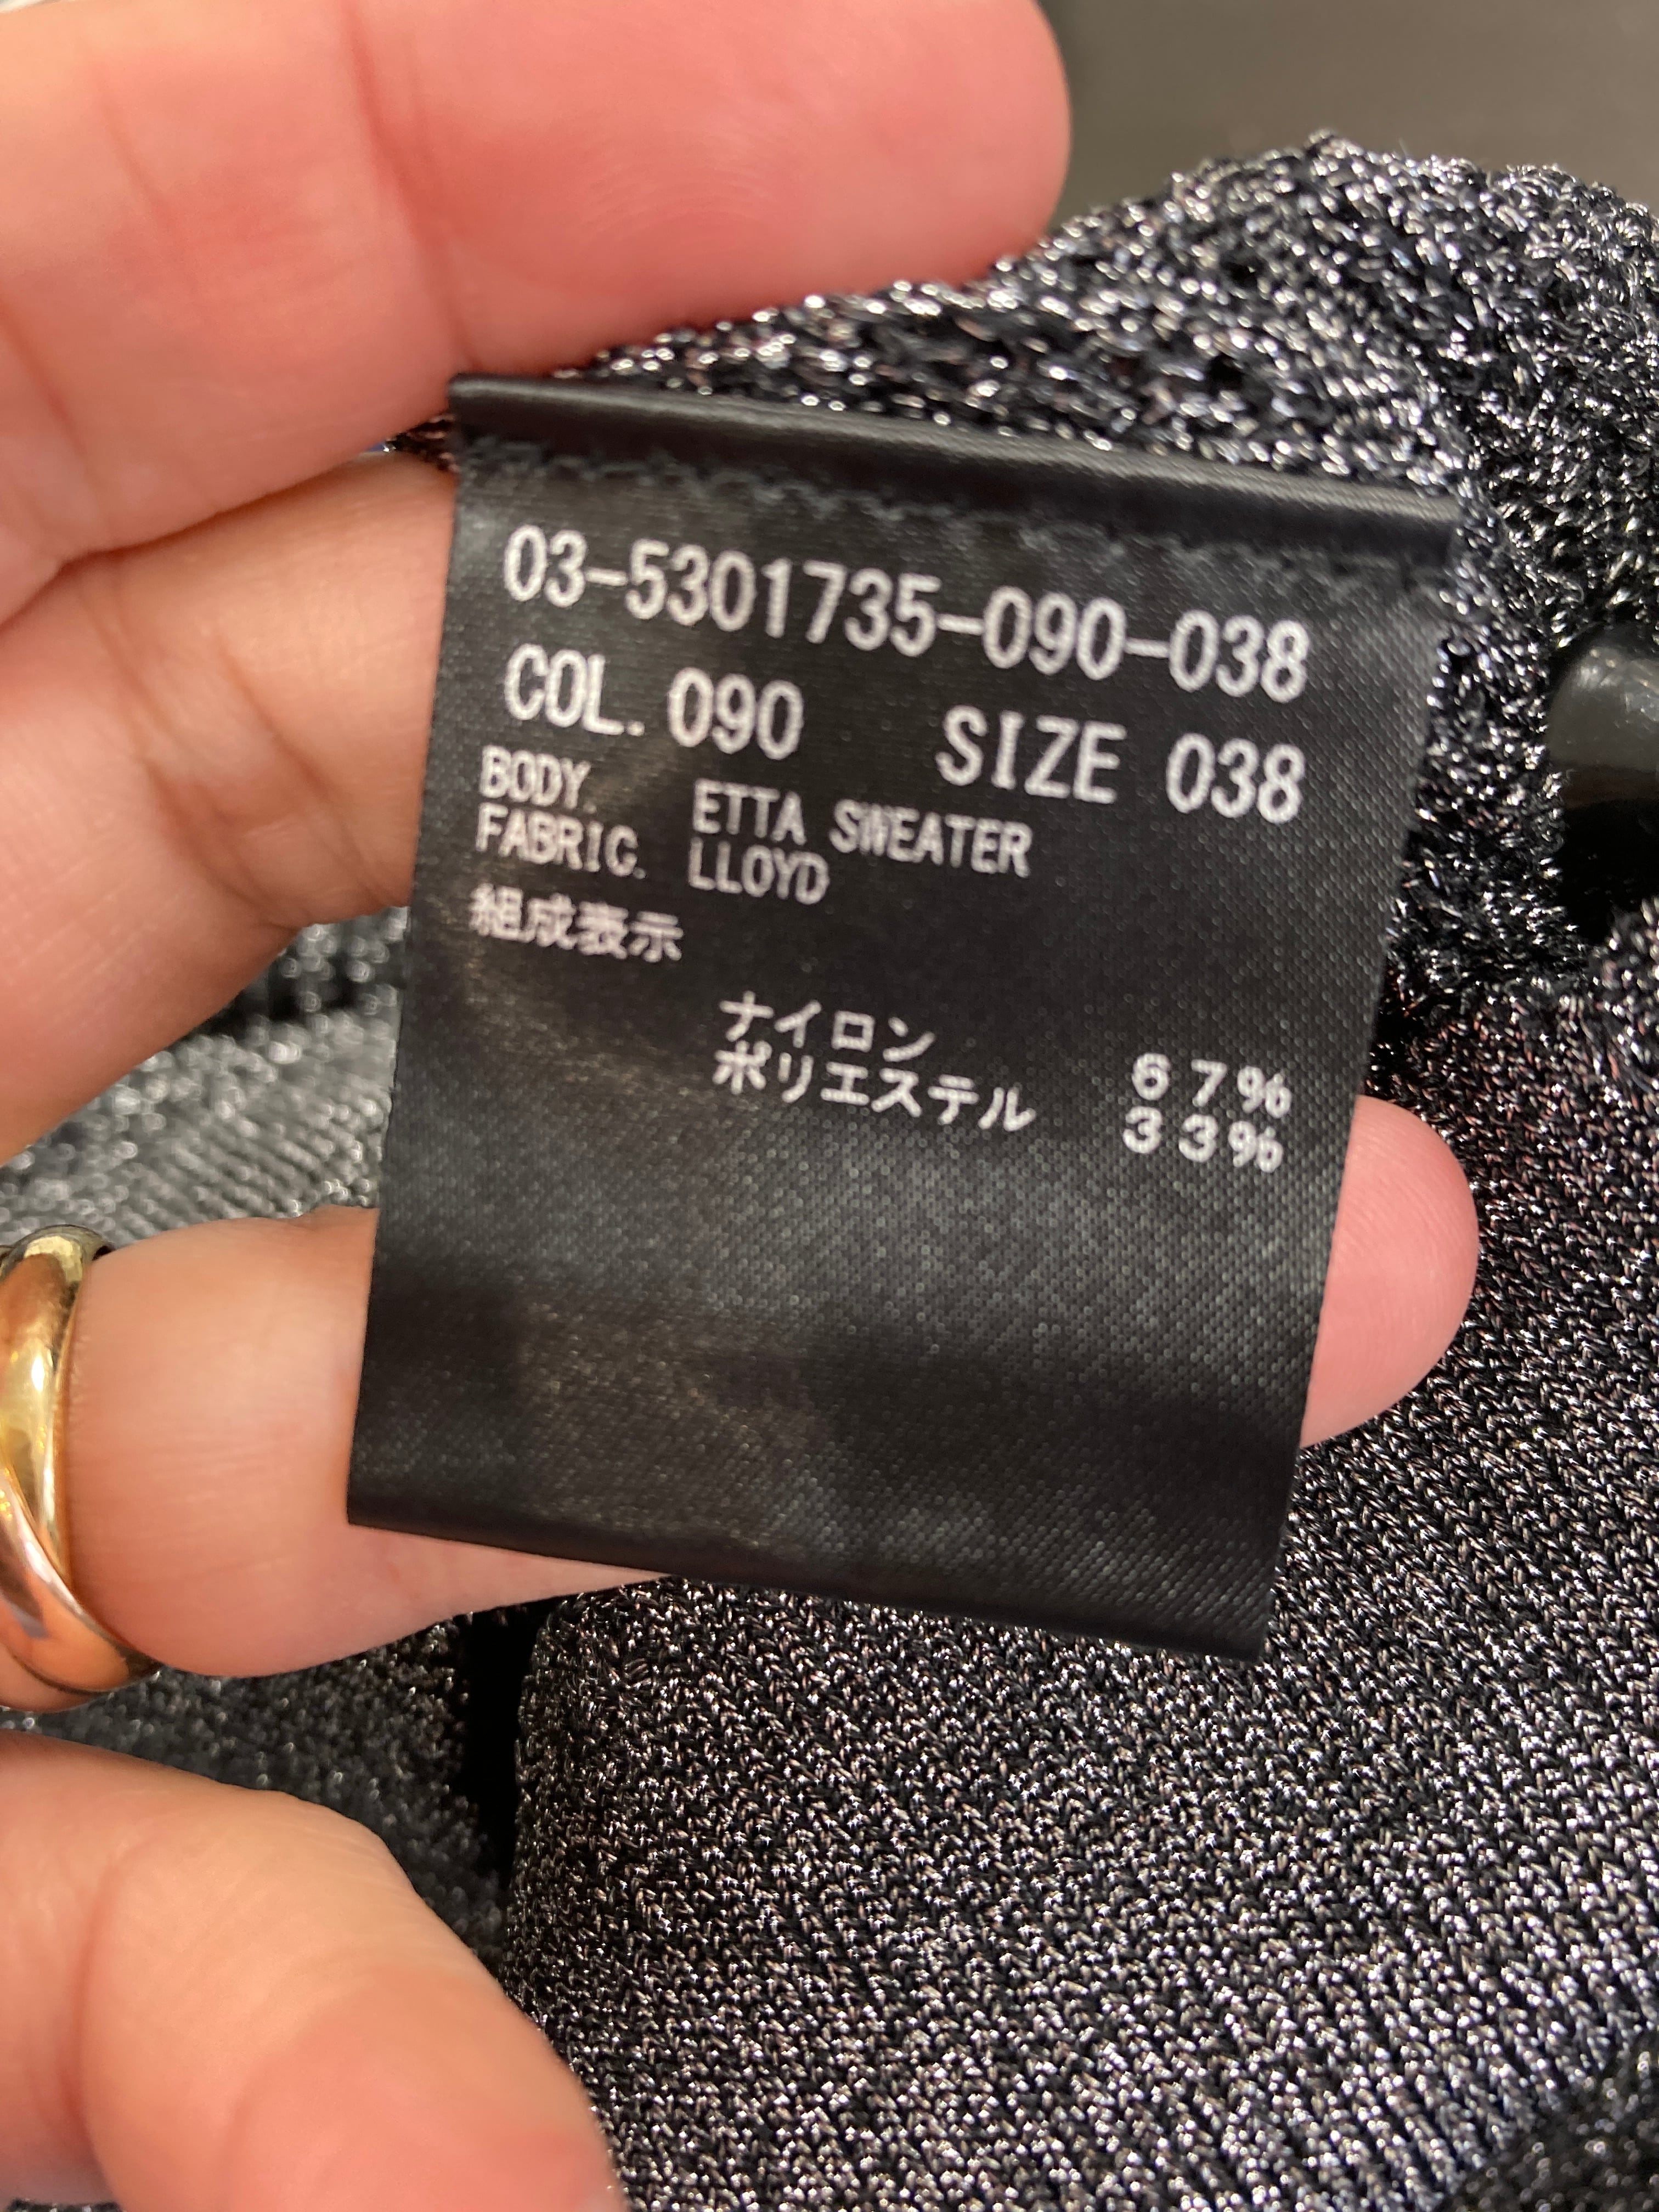 03-5301735-090-038
COL. 090 SIZE 038
BODY. ETTA SWEATER
FABRIC. LLOYD
組成表示
ナイロン 67%
ポリエステル 33%